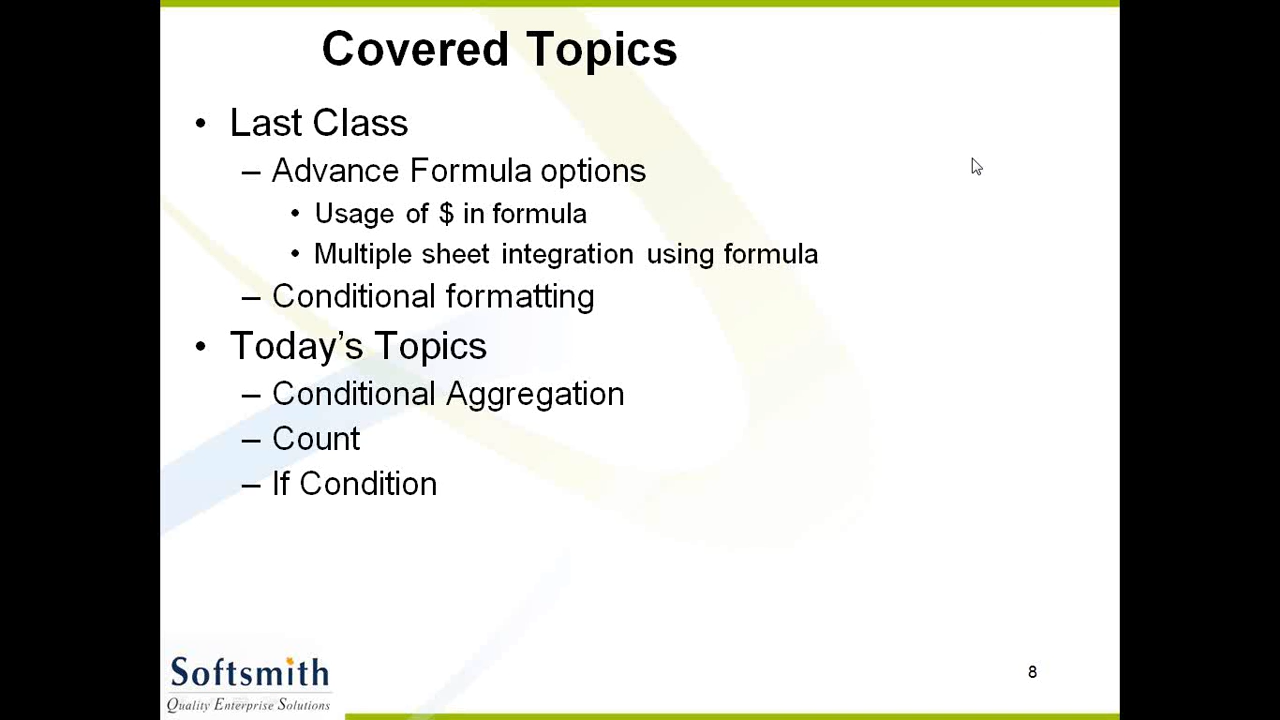 Covered Topics
• Last Class
– Advance Formula options
• Usage of $ in formula
• Multiple sheet integration using formula
– Conditional formatting
• Today’s Topics
– Conditional Aggregation
– Count
– If Condition
Softsmith
Quality Enterprise Solutions
8